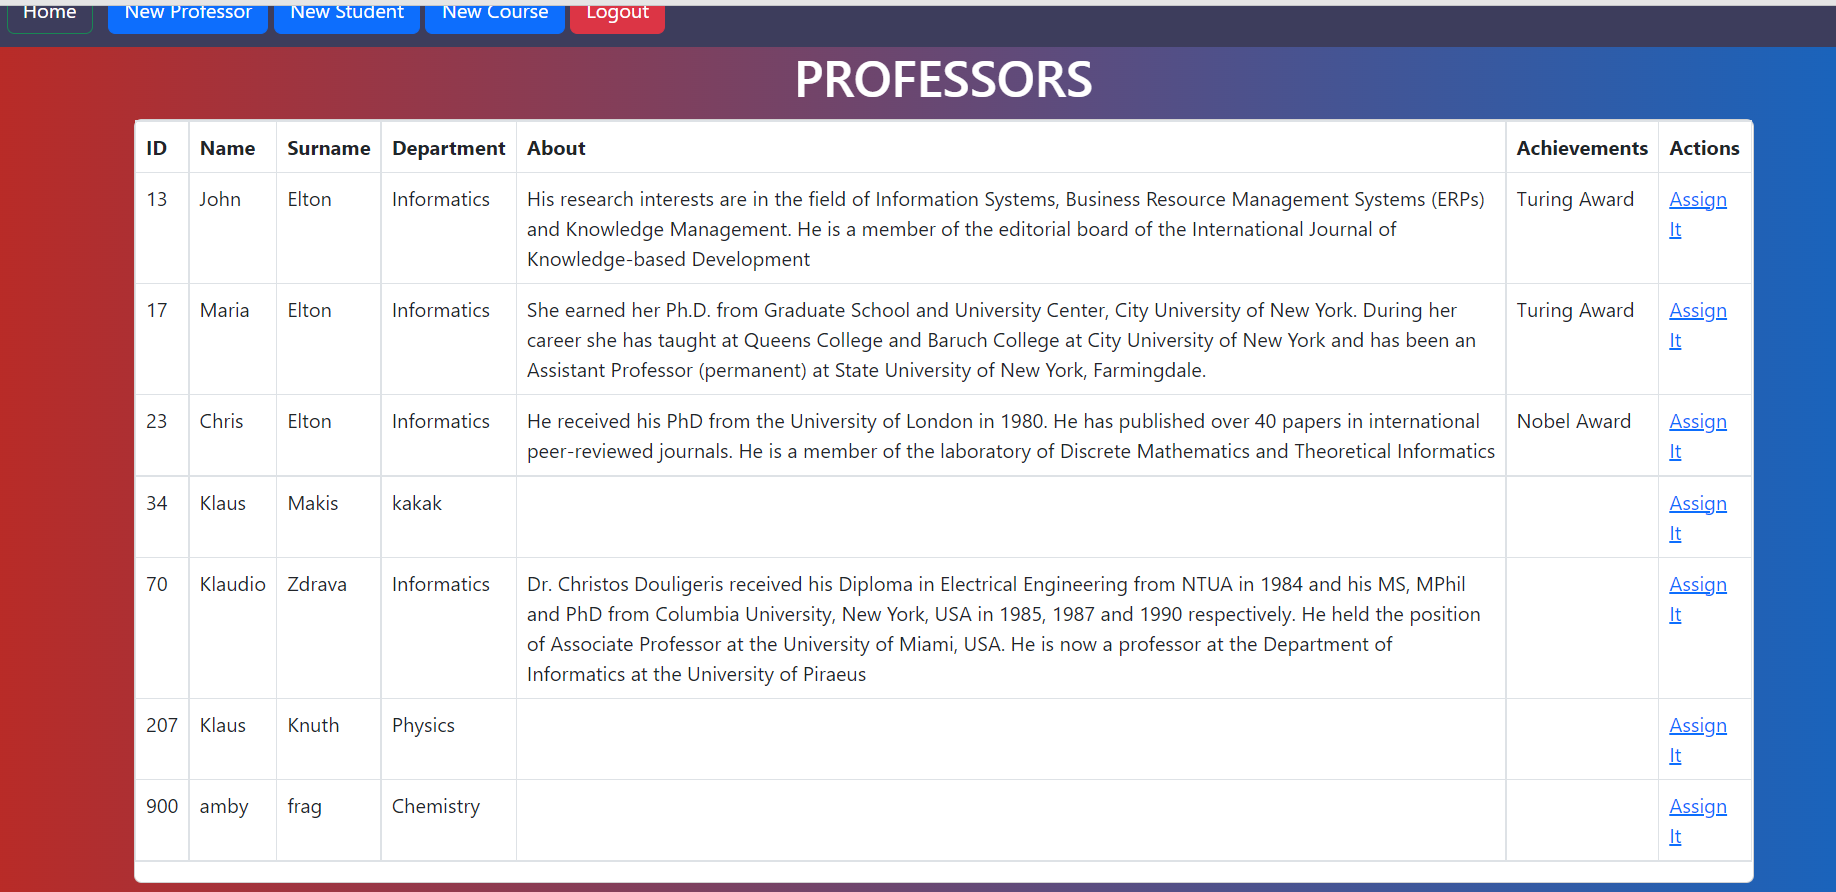 Home New Professor New Student New Course Logout
PROFESSORS
ID Name Surname Department About Achievements Actions
13 John Elton Informatics His research interests are in the field of Information Systems, Business Resource Management Systems (ERPs) Turing Award Assign
and Knowledge Management. He is a member of the editorial board of the International Journal of It
Knowledge-based Development
17 Maria Elton Informatics She earned her Ph.D. from Graduate School and University Center, City University of New York. During her Turing Award Assign
career she has taught at Queens College and Baruch College at City University of New York and has been an It
Assistant Professor (permanent) at State University of New York, Farmingdale.
23 Chris Elton Informatics He received his PhD from the University of London in 1980. He has published over 40 papers in international Nobel Award Assign
peer-reviewed journals. He is a member of the laboratory of Discrete Mathematics and Theoretical Informatics It
34 Klaus Makis kakak Assign
It
70 Klaudio Zdrava Informatics Dr. Christos Douligeris received his Diploma in Electrical Engineering from NTUA in 1984 and his MS, MPhil Assign
and PhD from Columbia University, New York, USA in 1985, 1987 and 1990 respectively. He held the position It
of Associate Professor at the University of Miami, USA. He is now a professor at the Department of
Informatics at the University of Piraeus
207 Klaus Knuth Physics Assign
It
900 amby frag Chemistry Assign
It